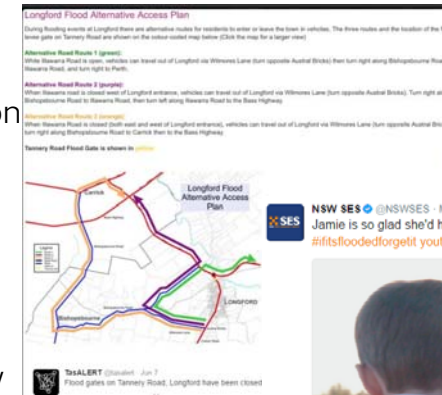 Longford Flood Alternative Access Plan
During flooding events at Longford there are alternative routes for residents to enter or leave the town in vehicles. The three routes and the location of the
levee gate on Tannery Road are shown on the colour-coded map below (Click the map for a larger view)
Alternative Road Route 1 (green):
While Illawarra Road is open, vehicles can travel out of Longford via Wilmores Lane (turn opposite Austral Bricks) then turn right along Bishopsbourne Road
Illawarra Road, and turn right to Perth.
Alternative Road Route 2 (purple):
When Illawarra road is closed west of Longford entrance, vehicles can travel out of Longford via Wilmores Lane (turn opposite Austral Bricks). Turn right
Bishopsbourne Road to Illawarra Road, then turn left along Illawarra Road to the Bass Highway
Alternative Road Route 3 (orange):
When Illawarra Road is closed (both east and west of Longford entrance), vehicles can travel out of Longford via Wilmores Lane (turn opposite Austral
turn right along Bishopsbourne Road to Carrick then to the Bass Highway.
Tannery Road Flood Gate is shown in yellow
on
Longford Flood
Alternative Access
Plan
Carrick
LONGFORD
Bishopsbourne
SES
NSW SES @NSWSES
Jamie is so glad she'd h
#ifitsfloodedforgetit yout
TasALERT @tasalert · Jun 7
Flood gates on Tannery Road, Longford have been closed